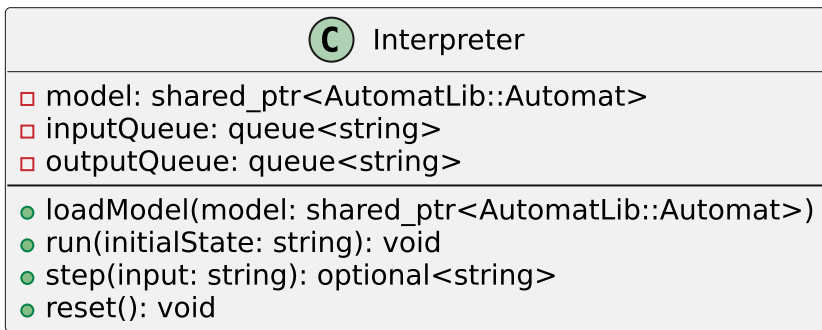 C Interpreter
model: shared_ptr<AutomatLib::Automat>
inputQueue: queue<string>
outputQueue: queue<string>
loadModel(model: shared_ptr<AutomatLib::Automat>)
run(initialState: string): void
step(input: string): optional<string>
reset(): void